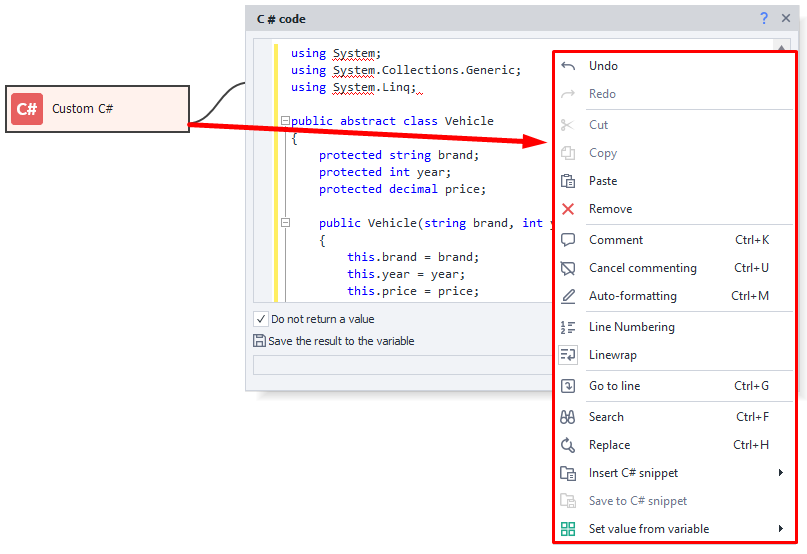 C # code
?
using System;
using System.Collections.Generic;
using System.Linq;
C#
Custom C#
public abstract class Vehicle
{
protected string brand;
protected int year;
protected decimal price;
public Vehicle(string brand, int y
{
this.brand = brand;
this.year = year;
this.price = price;
Do not return a value
Save the result to the variable
Undo
Redo
Cut
Copy
Paste
Remove
Comment Ctrl+K
Cancel commenting Ctrl+U
Auto-formatting Ctrl+M
Line Numbering
Linewrap
Go to line Ctrl+G
Search Ctrl+F
Replace Ctrl+H
Insert C# snippet
Save to C# snippet
Set value from variable